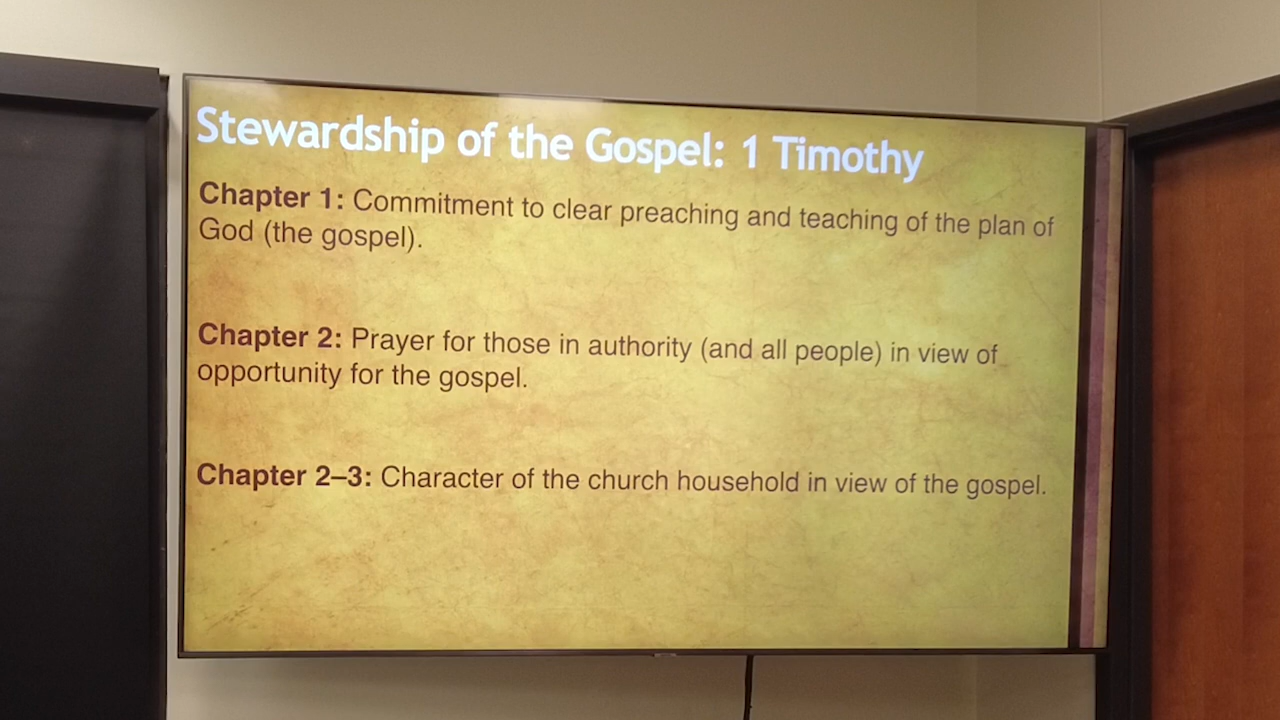 Stewardship of the Gospel: 1 Timothy
Chapter 1: Commitment to clear preaching and teaching of the plan of
God (the gospel).
Chapter 2: Prayer for those in authority (and all people) in view of
opportunity for the gospel.
Chapter 2–3: Character of the church household in view of the gospel.